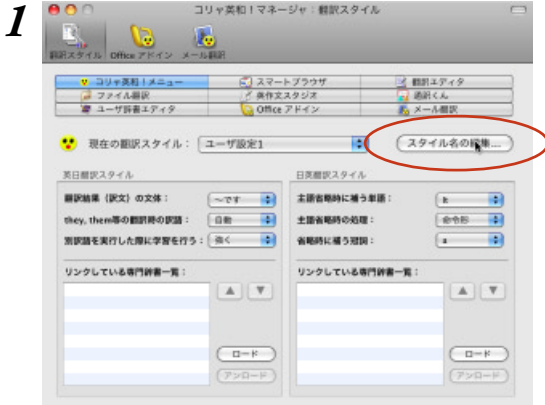 1
コリャ英和！マネージャ：翻訳スタイル
翻訳スタイル Office アドイン メール翻訳
コリャ英和！メニュー スマートブラウザ 翻訳エディタ
ファイル翻訳 英作文スタジオ 通訳くん
ユーザ辞書エディタ Office アドイン メール翻訳
現在の翻訳スタイル： ユーザ設定1 スタイル名の編集...
英日翻訳スタイル 日英翻訳スタイル
翻訳結果（訳文）の文体： ～です 主語省略時に補う単語： it
they, them等の翻訳時の訳語： 自動 主語省略時の処理： 命令形
別訳語を実行した際に学習を行う： 強く 省略時に補う冠詞： a
リンクしている専門辞書一覧： リンクしている専門辞書一覧：
▲ ▼ ▲ ▼
ロード ロード
アンロード アンロード